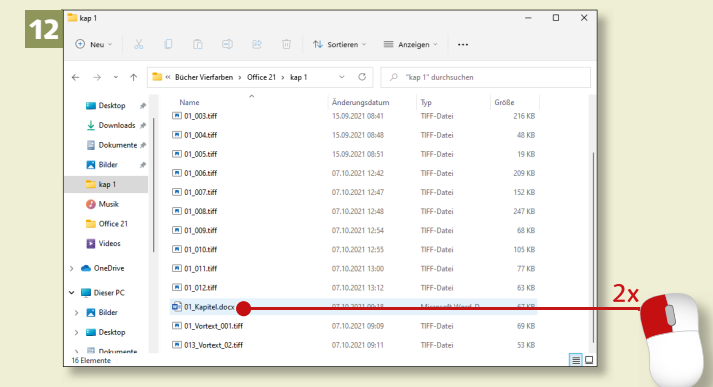 12
kap 1
Neu
Sortieren
Anzeigen
« Bücher Vierfarben › Office 21 › kap 1
"kap 1" durchsuchen
Desktop
Downloads
Dokumente
Bilder
kap 1
Musik
Office 21
Videos
OneDrive
Dieser PC
Bilder
Desktop
Dokumente
Name Änderungsdatum Typ Größe
01_003.tiff 15.09.2021 08:41 TIFF-Datei 216 KB
01_004.tiff 15.09.2021 08:48 TIFF-Datei 48 KB
01_005.tiff 15.09.2021 08:51 TIFF-Datei 19 KB
01_006.tiff 07.10.2021 12:42 TIFF-Datei 209 KB
01_007.tiff 07.10.2021 12:47 TIFF-Datei 152 KB
01_008.tiff 07.10.2021 12:48 TIFF-Datei 247 KB
01_009.tiff 07.10.2021 12:54 TIFF-Datei 68 KB
01_010.tiff 07.10.2021 12:55 TIFF-Datei 105 KB
01_011.tiff 07.10.2021 13:00 TIFF-Datei 77 KB
01_012.tiff 07.10.2021 13:12 TIFF-Datei 63 KB
01_Kapitel.docx 07.10.2021 09:18 Microsoft Word-D 67 KB
01_Vortext_001.tiff 07.10.2021 09:09 TIFF-Datei 69 KB
013_Vortext_02.tiff 07.10.2021 09:11 TIFF-Datei 53 KB
16 Elemente
2x